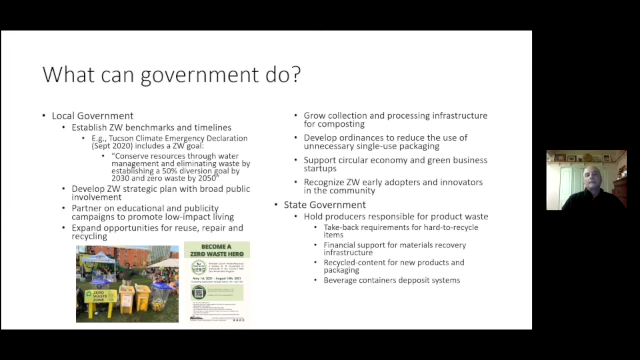 What can government do?
• Local Government
• Establish ZW benchmarks and timelines
• E.g., Tucson Climate Emergency Declaration
(Sept 2020) includes a ZW goal:
• "Conserve resources through water
management and eliminating waste by
establishing a 50% diversion goal by
2030 and zero waste by 2050"
• Develop ZW strategic plan with broad public
involvement
• Partner on educational and publicity
campaigns to promote low-impact living
• Expand opportunities for reuse, repair and
recycling
ZERO
WASTE
ZONE
BECOME A
ZERO WASTE HERO
• Grow collection and processing infrastructure
for composting
• Develop ordinances to reduce the use of
unnecessary single-use packaging
• Support circular economy and green business
startups
• Recognize ZW early adopters and innovators
in the community
• State Government
• Hold producers responsible for product waste
• Take-back requirements for hard-to-recycle
items
• Financial support for materials recovery
infrastructure
• Recycled-content for new products and
packaging
• Beverage containers depposit systems